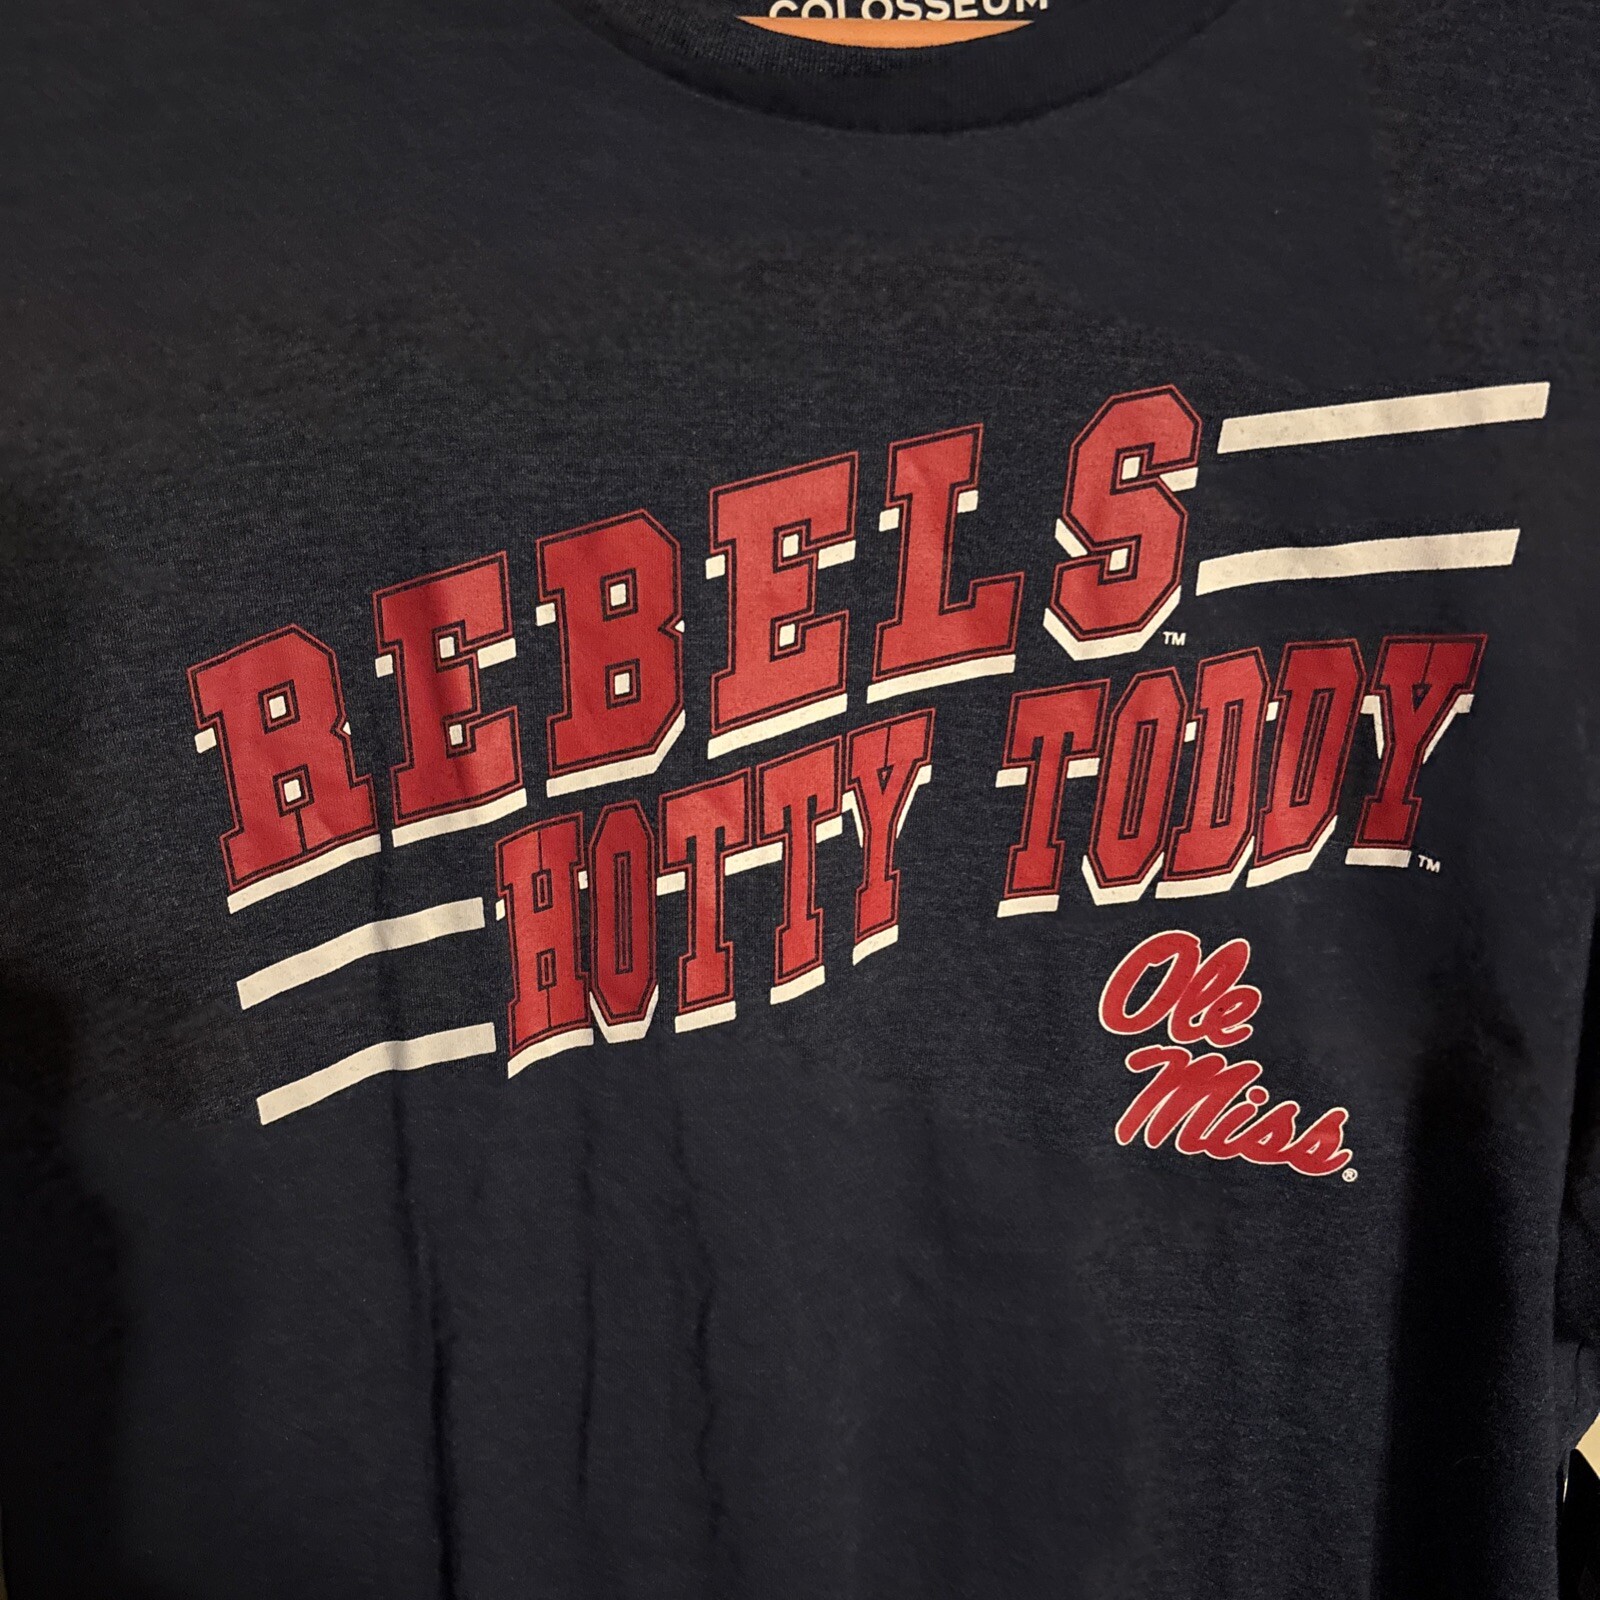 COLOSSEUM
REBELS™
HOTTY TODDY™
Ole
Miss®